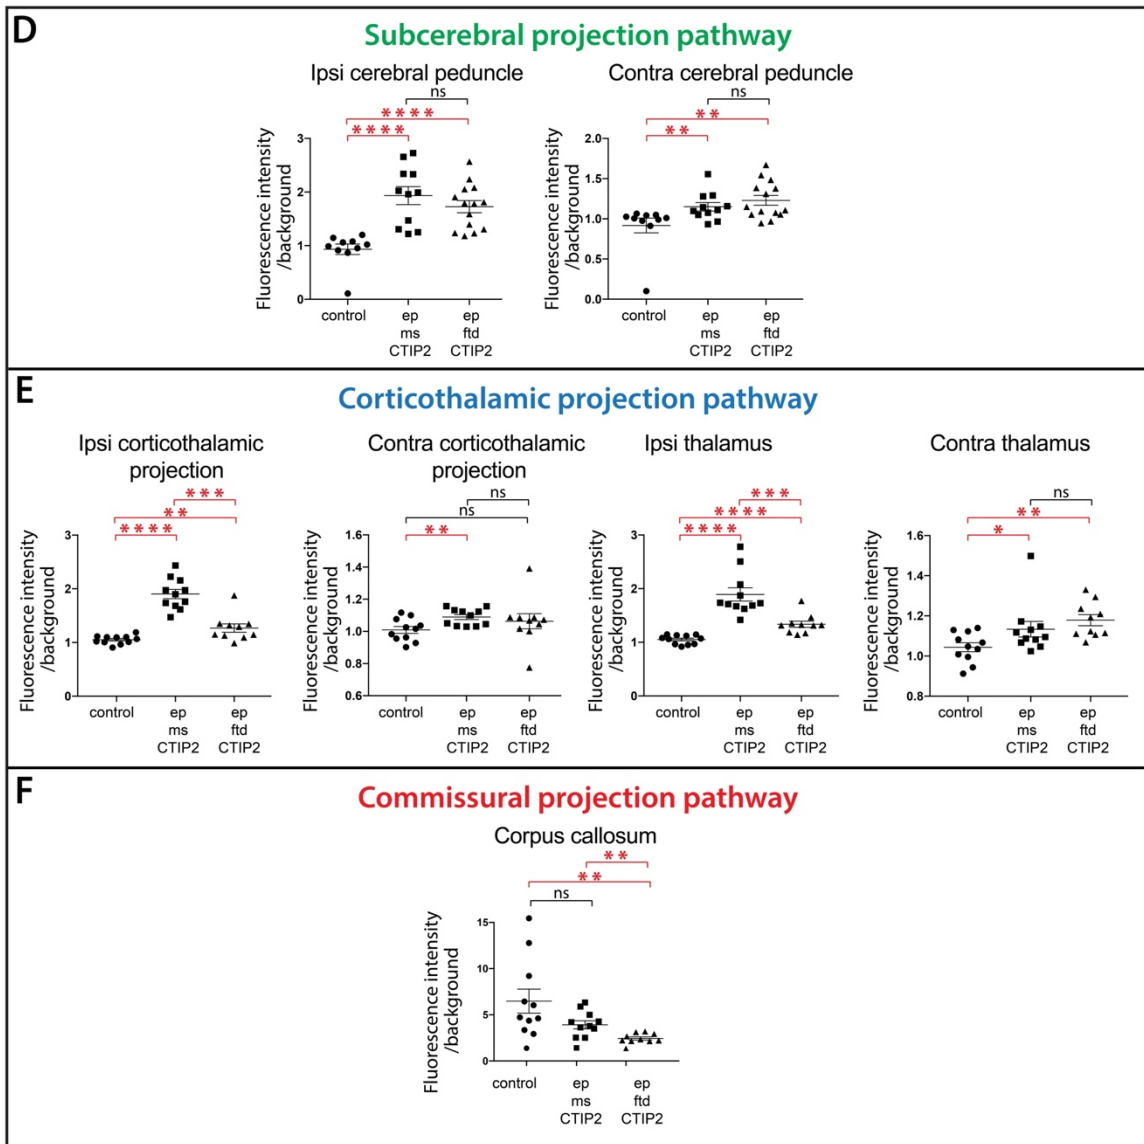 D
Subcerebral projection pathway
Ipsi cerebral peduncle
ns
****
****
Fluorescence intensity
/background
3
2
1
0
control
ep
ms
CTIP2
ep
ftd
CTIP2
Contra cerebral peduncle
ns
**
**
Fluorescence intensity
/background
2.0
1.5
1.0
0.5
0.0
control
ep
ms
CTIP2
ep
ftd
CTIP2
E
Corticothalamic projection pathway
Ipsi corticothalamic
projection
***
**
****
Fluorescence intensity
/background
3
2
1
0
control
ep
ms
CTIP2
ep
ftd
CTIP2
Contra corticothalamic
projection
ns
ns
**
Fluorescence intensity
/background
1.6
1.4
1.2
1.0
0.8
0.6
control
ep
ms
CTIP2
ep
ftd
CTIP2
Ipsi thalamus
***
****
****
Fluorescence intensity
/background
3
2
1
0
control
ep
ms
CTIP2
ep
ftd
CTIP2
Contra thalamus
ns
**
*
Fluorescence intensity
/background
1.6
1.4
1.2
1.0
0.8
control
ep
ms
CTIP2
ep
ftd
CTIP2
F
Commissural projection pathway
Corpus callosum
**
**
ns
Fluorescence intensity
/background
15
10
5
0
control
ep
ms
CTIP2
ep
ftd
CTIP2